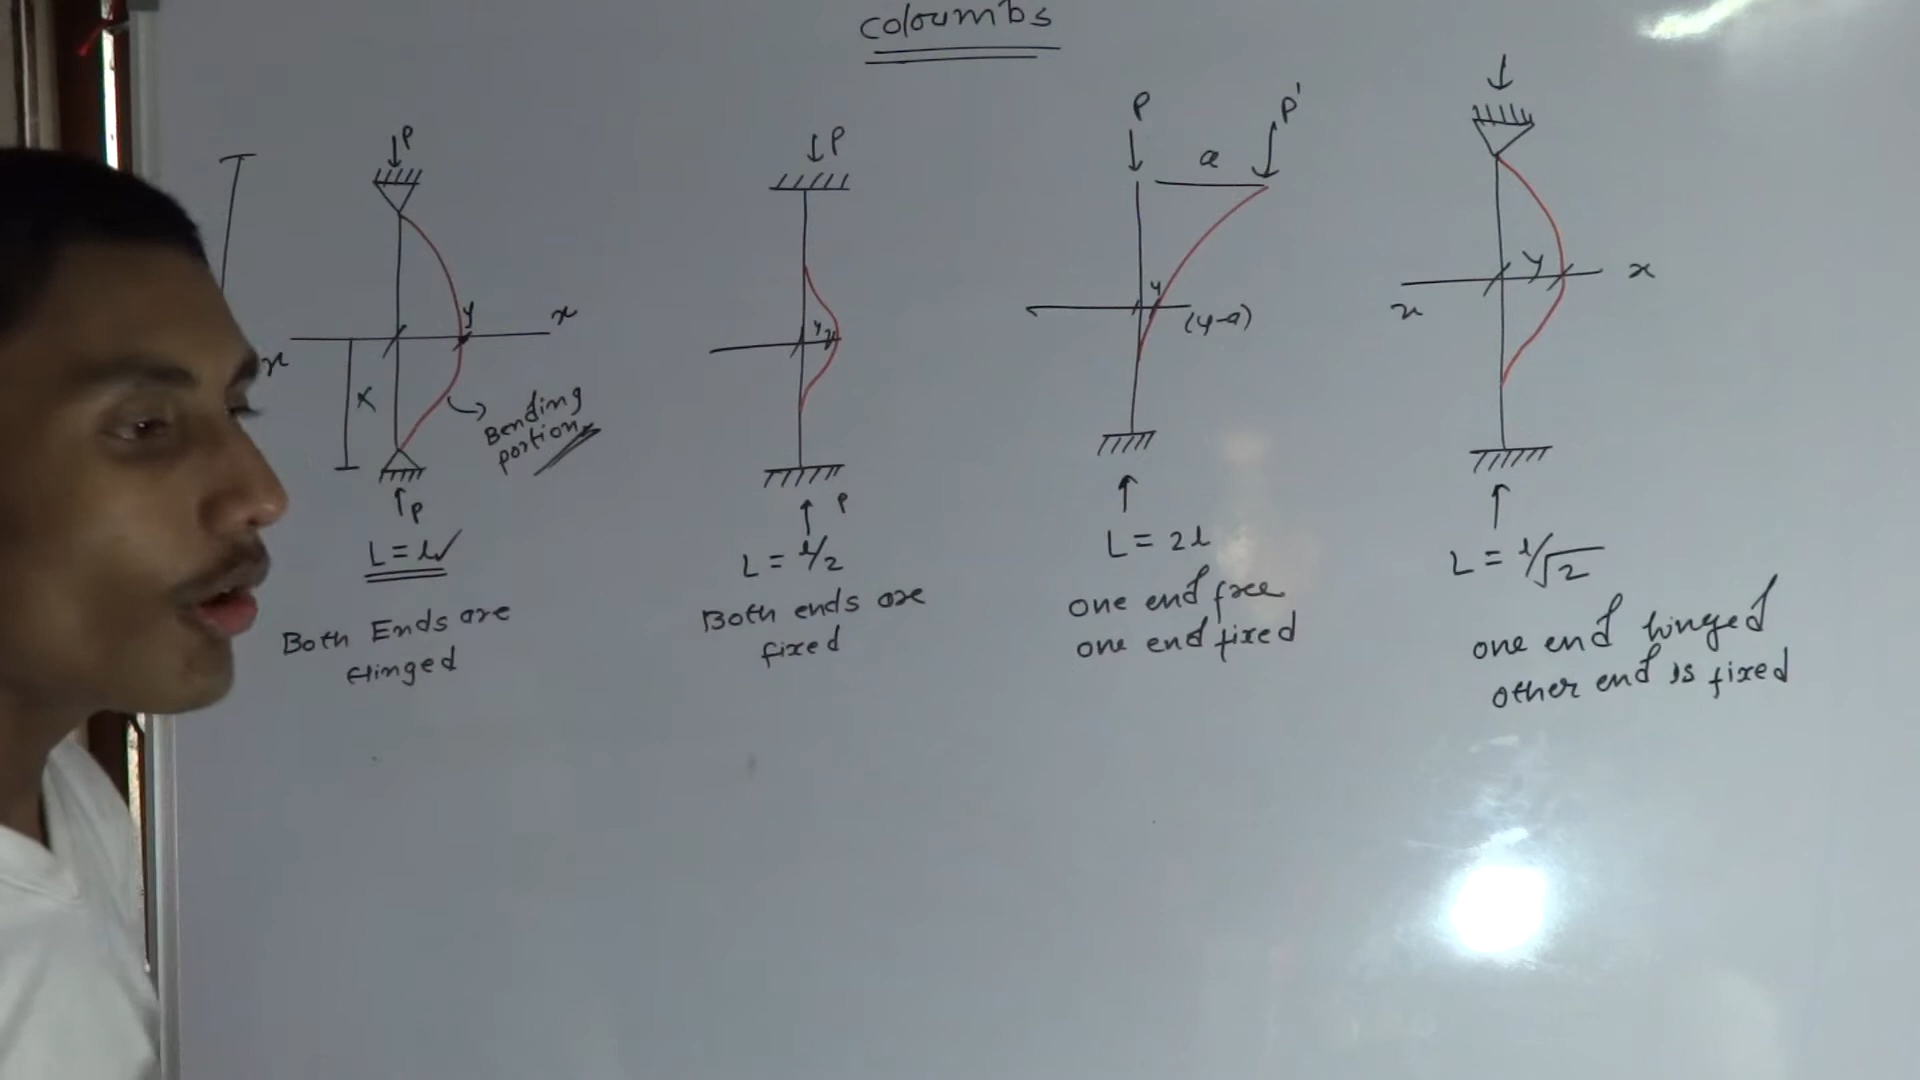 coloumbs
P
y
x
x
x
Bending
portion
P
L = l
Both Ends are
Hinged
P
y
P
L = l/2
Both ends are
fixed
P
P'
a
y
(y-a)
L = 2l
one end free
one end fixed
y
x
x
L = l/√2
one end hinged
other end is fixed